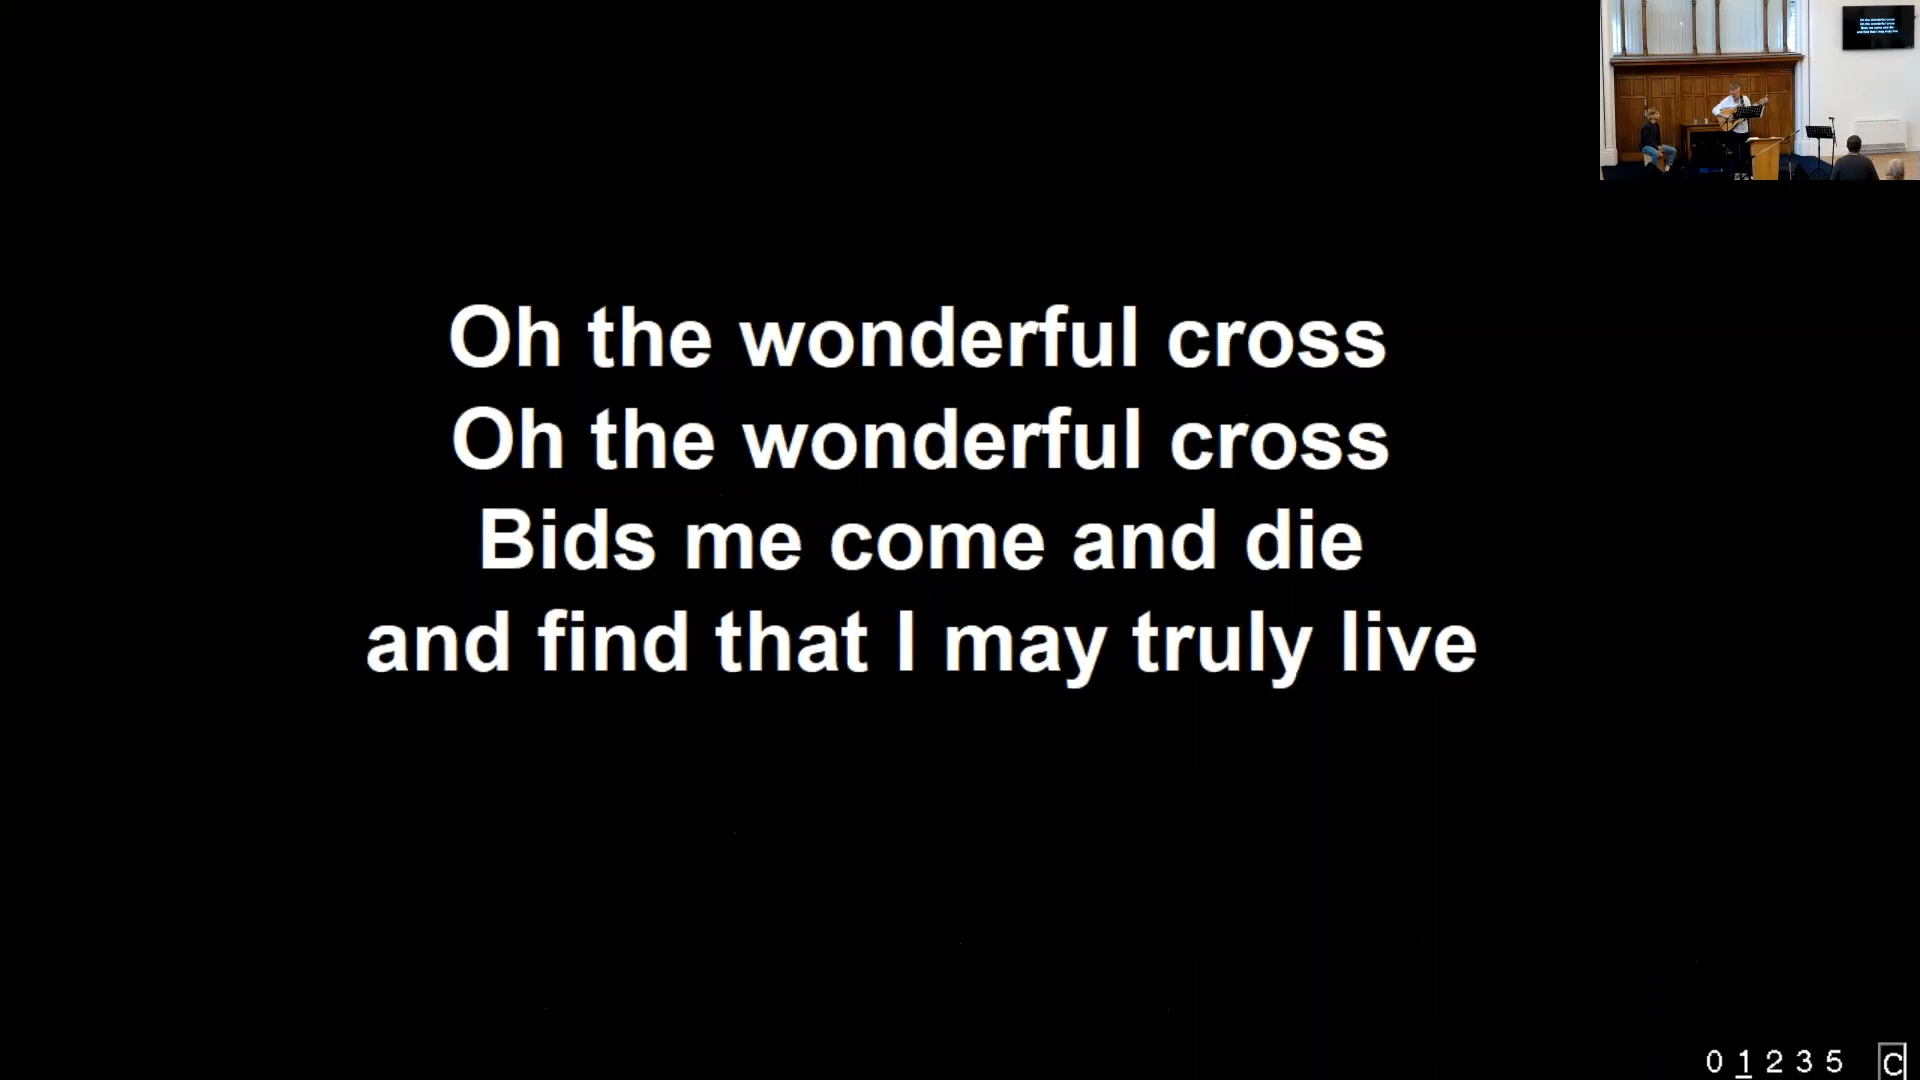 Oh the wonderful cross
Oh the wonderful cross
Bids me come and die
and find that I may truly live
0 1 2 3 5 C